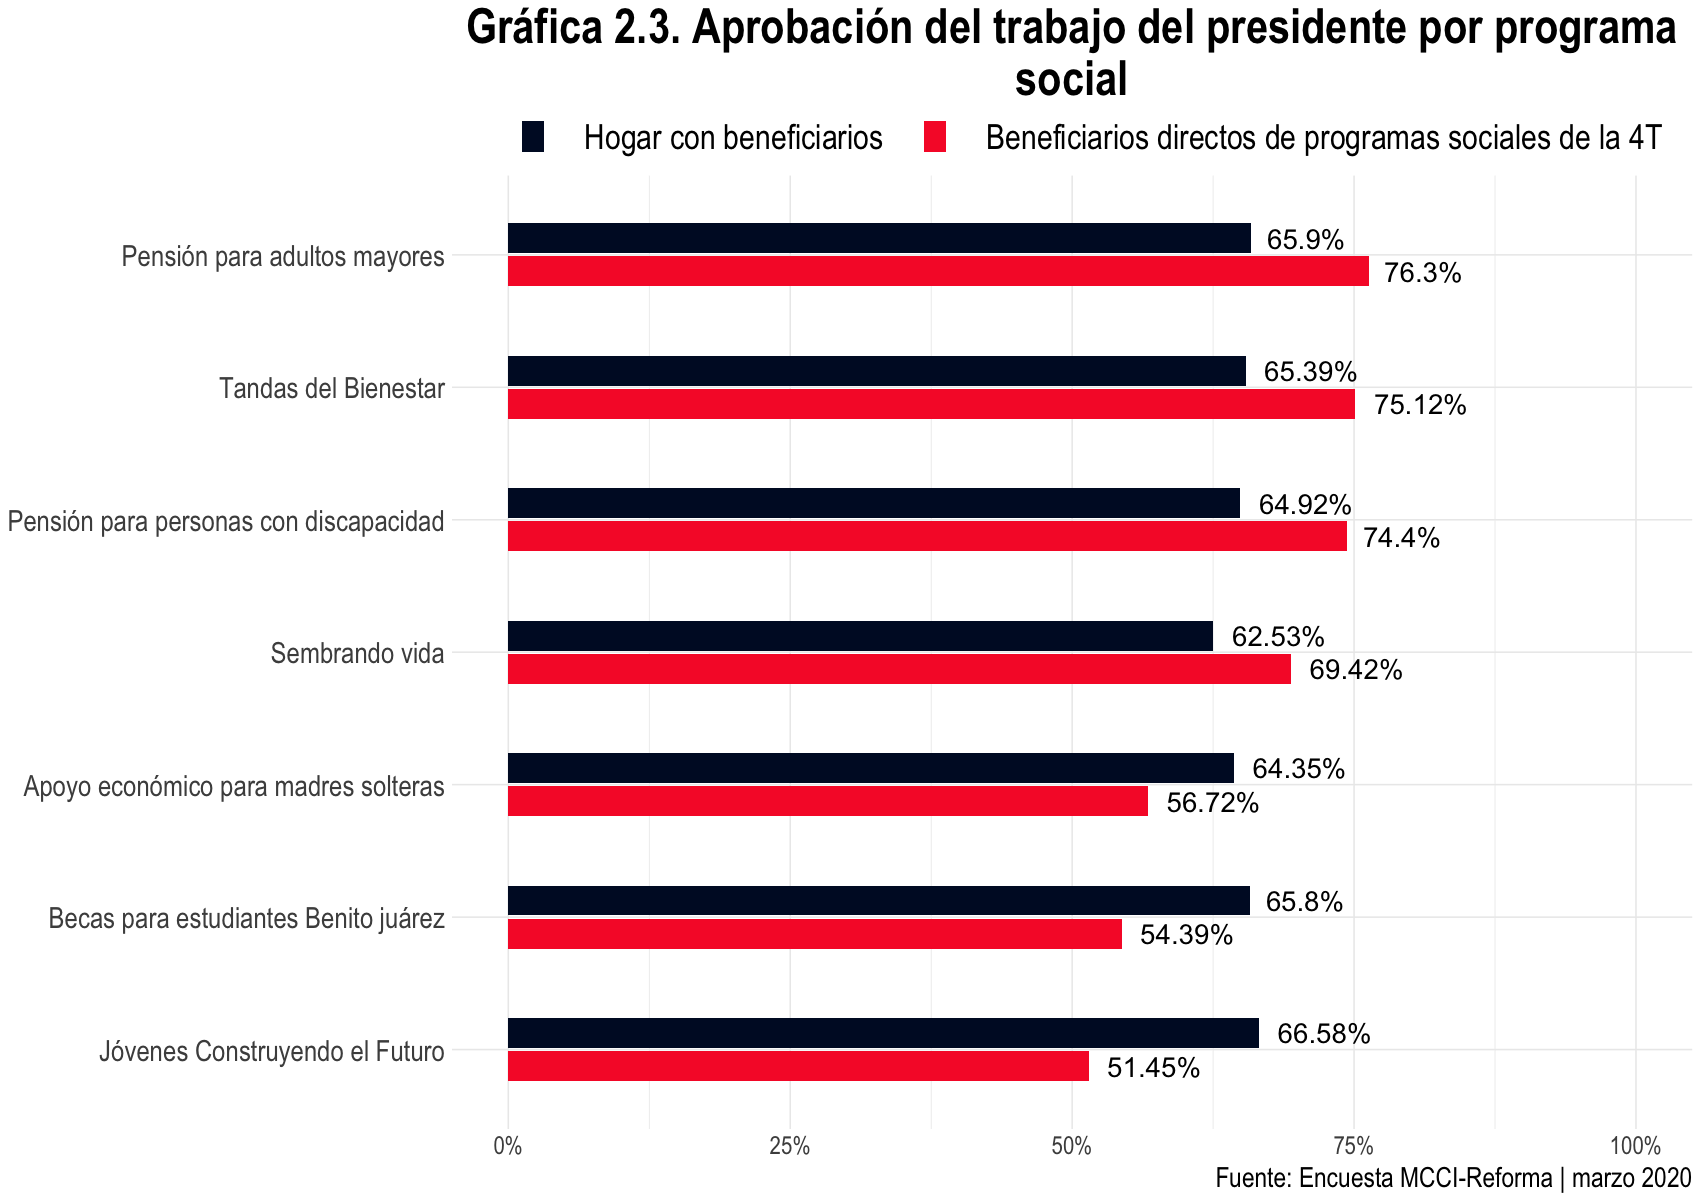 Gráfica 2.3. Aprobación del trabajo del presidente por programa
social
Hogar con beneficiarios
Beneficiarios directos de programas sociales de la 4T
Pensión para adultos mayores
65.9%
76.3%
Tandas del Bienestar
65.39%
75.12%
Pensión para personas con discapacidad
64.92%
74.4%
Sembrando vida
62.53%
69.42%
Apoyo económico para madres solteras
64.35%
56.72%
Becas para estudiantes Benito juárez
65.8%
54.39%
Jóvenes Construyendo el Futuro
66.58%
51.45%
0%
25%
50%
75%
100%
Fuente: Encuesta MCCI-Reforma | marzo 2020